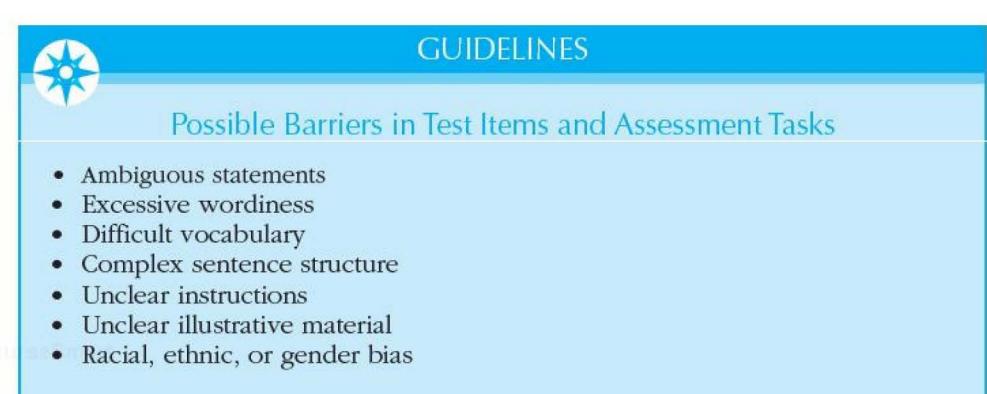 GUIDELINES
Possible Barriers in Test Items and Assessment Tasks
• Ambiguous statements
• Excessive wordiness
• Difficult vocabulary
• Complex sentence structure
• Unclear instructions
• Unclear illustrative material
• Racial, ethnic, or gender bias